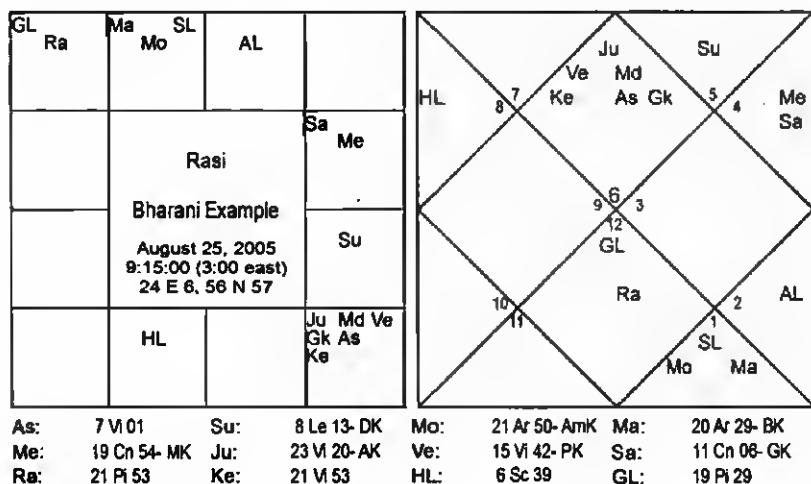 GL Ra
Ma SL
Mo
AL
Sa Me
Rasi
Bharani Example
August 25, 2005
9:15:00 (3:00 east)
24 E 6, 56 N 57
Su
HL
Ju Md Ve
Gk As
Ke
Ju
Su
Ve Md
HL
Ke As Gk
Me
Sa
7
8
5
4
6
9 3
12
GL
Ra
AL
10
11
2
1
SL
Mo Ma
As: 7 Vi 01 Su: 8 Le 13- DK Mo: 21 Ar 50- AmK Ma: 20 Ar 29- BK
Me: 19 Cn 54- MK Ju: 23 Vi 20- AK Ve: 15 Vi 42- PK Sa: 11 Cn 06- GK
Ra: 21 Pi 53 Ke: 21 Vi 53 HL: 6 Sc 39 GL: 19 Pi 29